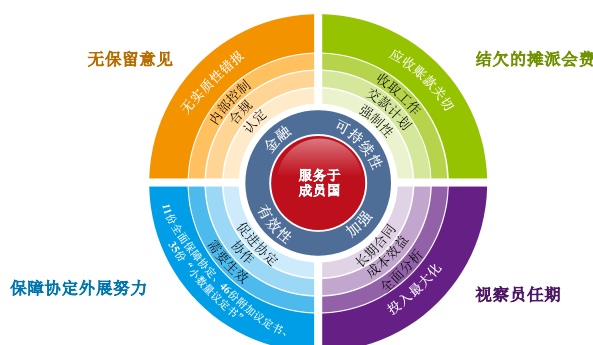 无保留意见
无实质性错报
内部控制
合规
认定
金融
结欠的摊派会费
应收账款关切
收取工作
交款计划
强制性
可持续性
服务于
成员国
有效性
促进协定
协作
需要生效
11份全面保障协定、46份附加议定书、
35份“小数量议定书”
保障协定外展努力
加强
长期合同
成本效益
全面分析
投入最大化
视察员任期